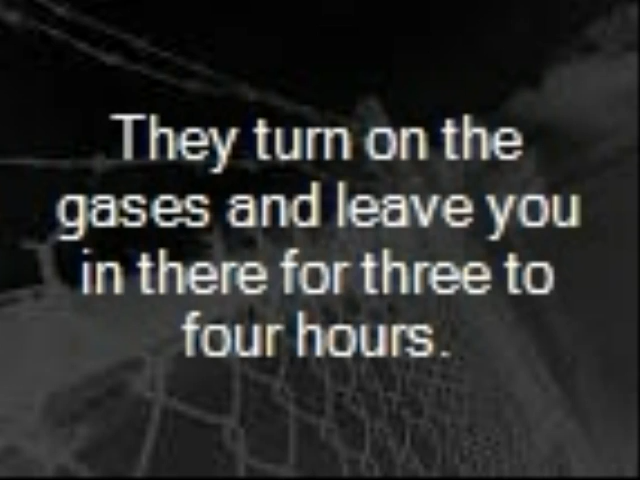 They turn on the
gases and leave you
in there for three to
four hours.